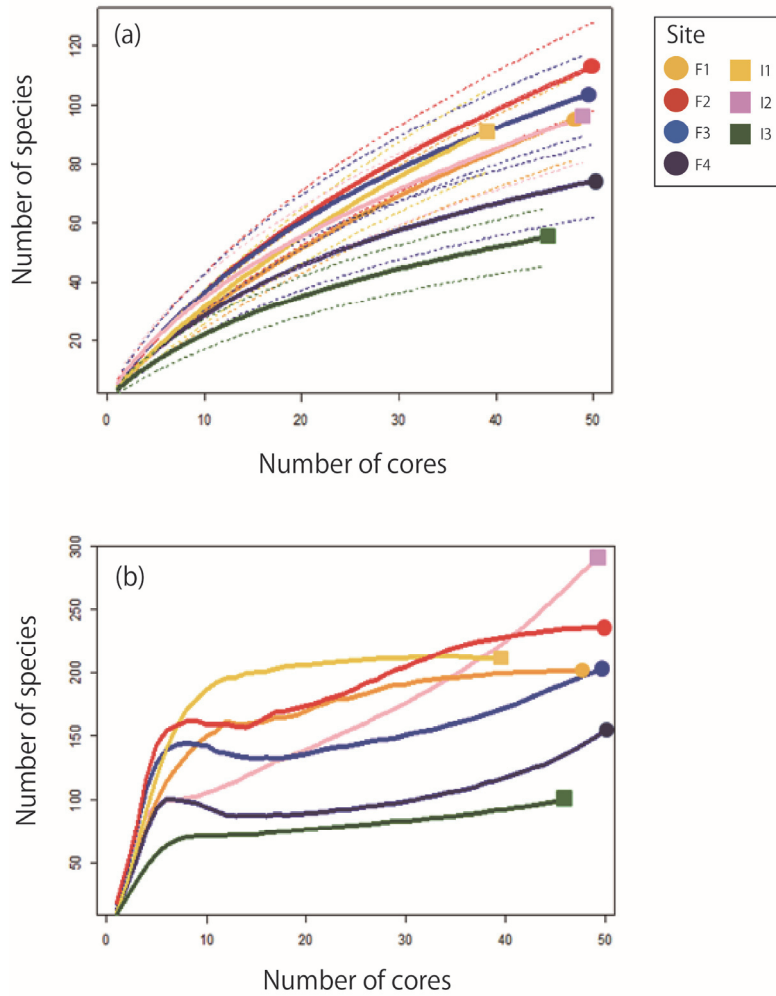 (a)
120
100
80
60
40
20
Number of species
0 10 20 30 40 50
Number of cores
Site
F1 I1
F2 I2
F3 I3
F4
(b)
300
250
200
150
100
50
Number of species
0 10 20 30 40 50
Number of cores